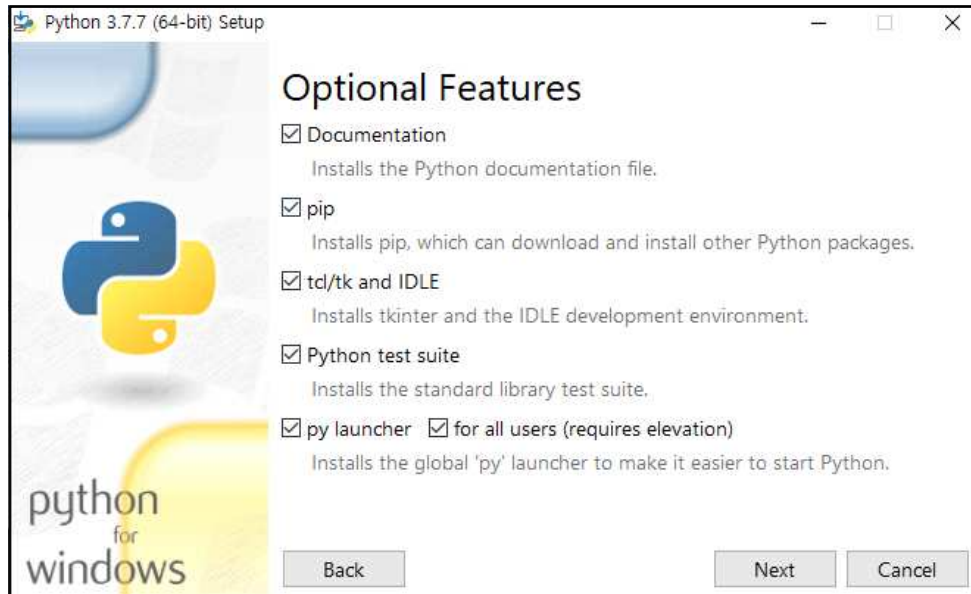 Python 3.7.7 (64-bit) Setup
Optional Features
Documentation
Installs the Python documentation file.
pip
Installs pip, which can download and install other Python packages.
tcl/tk and IDLE
Installs tkinter and the IDLE development environment.
Python test suite
Installs the standard library test suite.
py launcher for all users (requires elevation)
Installs the global 'py' launcher to make it easier to start Python.
python
for
windows
Back Next Cancel